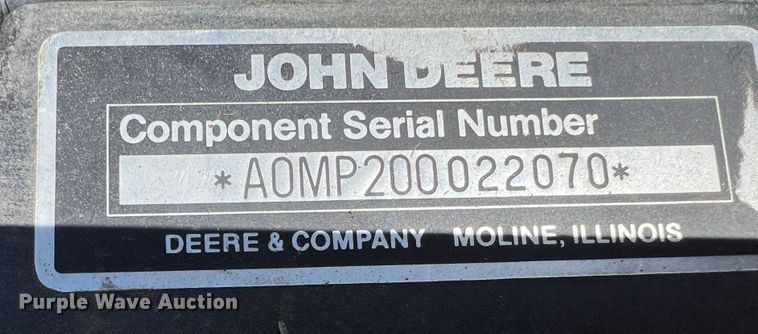 JOHN DEERE
Component Serial Number
*A0MP200022070*
DEERE & COMPANY MOLINE, ILLINOIS
Purple Wave Auction